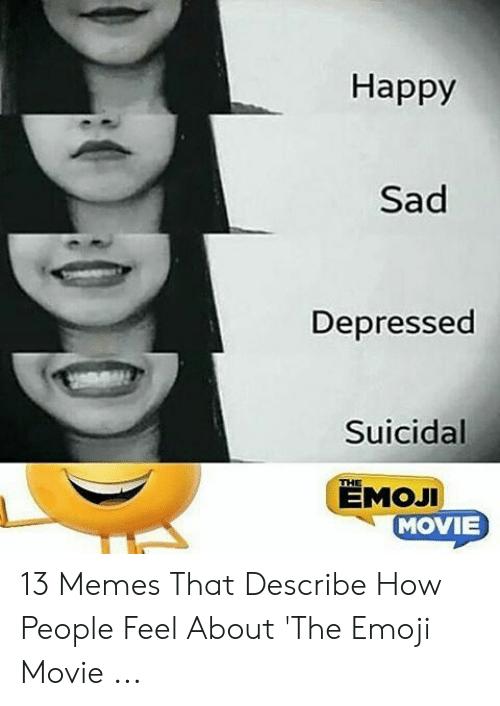 Happy
Sad
Depressed
Suicidal
THE
EMOJI
MOVIE
13 Memes That Describe How
People Feel About 'The Emoji
Movie ...